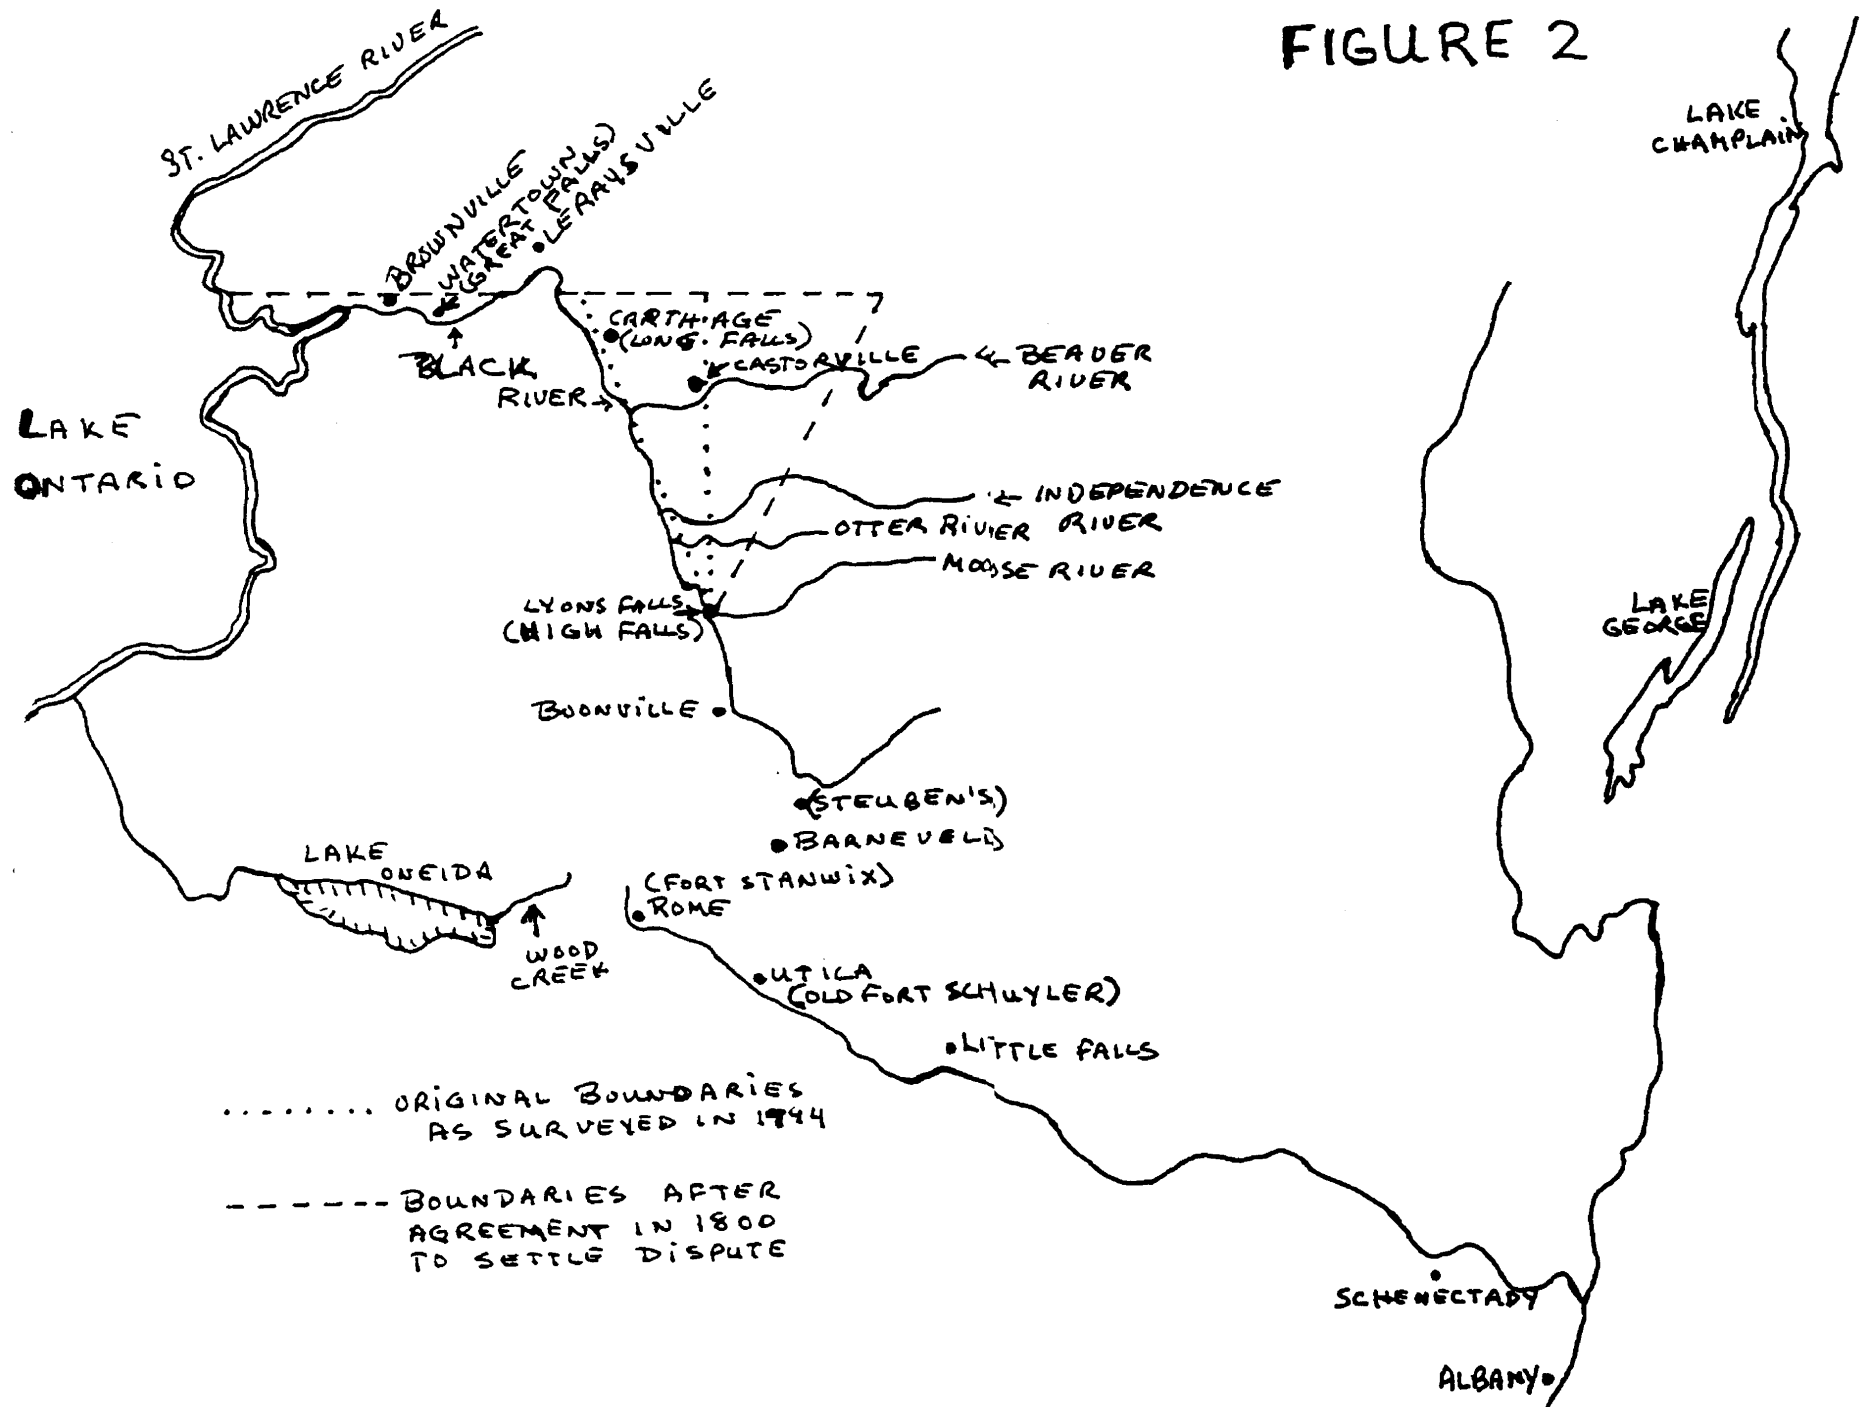 FIGURE 2
ST. LAWRENCE RIVER
BROWNVILLE
WATERTOWN
(GREAT FALLS)
LERAYSVILLE
LAKE
CHAMPLAIN
CARTHAGE
(LONG FALLS)
CASTORVILLE
BLACK
RIVER
BEAVER
RIVER
LAKE
ONTARIO
INDEPENDENCE
RIVER
OTTER RIVER
MOOSE RIVER
LYONS FALLS
(HIGH FALLS)
LAKE
GEORGE
BOONVILLE
(STEUBEN'S)
BARNEVELD
LAKE
ONEIDA
(FORT STANWIX)
ROME
WOOD
CREEK
UTICA
(OLD FORT SCHUYLER)
LITTLE FALLS
ORIGINAL BOUNDARIES
AS SURVEYED IN 1794
BOUNDARIES AFTER
AGREEMENT IN 1800
TO SETTLE DISPUTE
SCHENECTADY
ALBANY